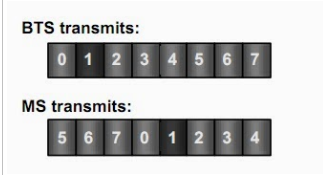 BTS transmits:
0 1 2 3 4 5 6 7
MS transmits:
5 6 7 0 1 2 3 4